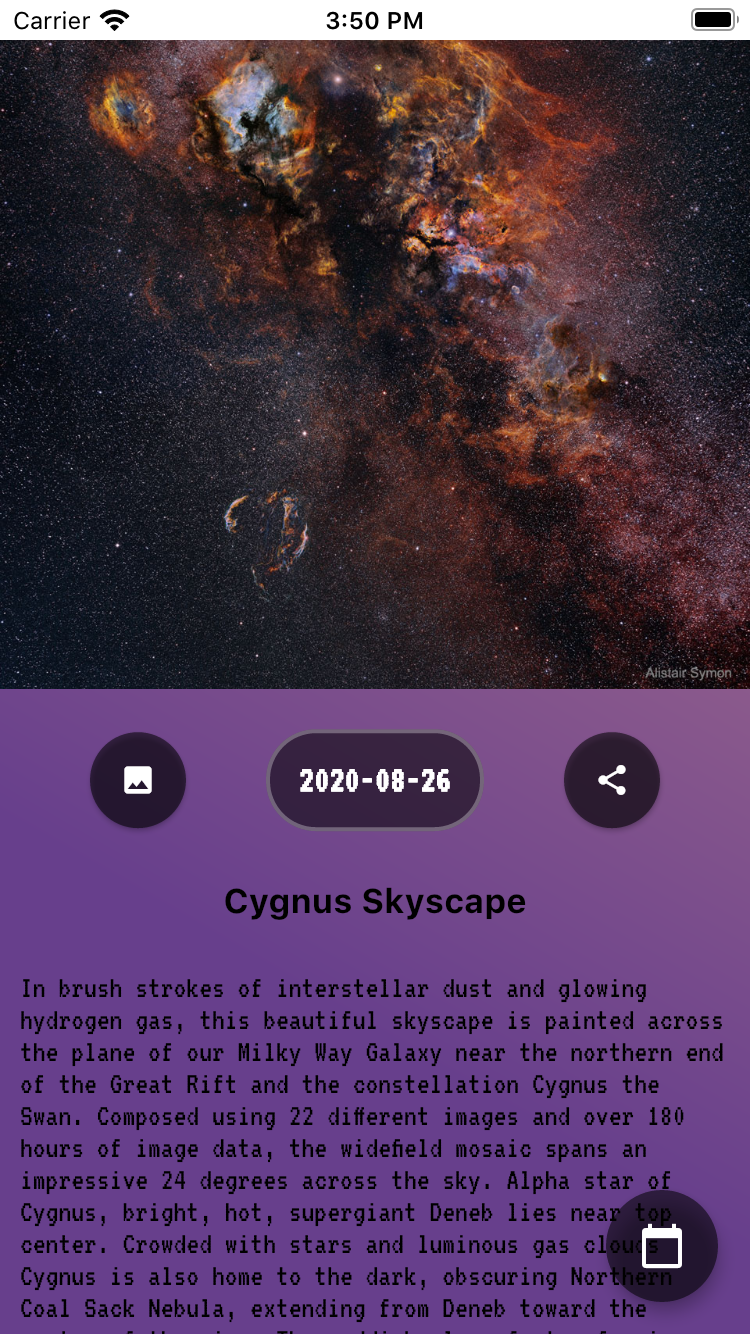 Carrier
3:50 PM
Alistair Symon
2020-08-26
Cygnus Skyscape
In brush strokes of interstellar dust and glowing
hydrogen gas, this beautiful skyscape is painted across
the plane of our Milky Way Galaxy near the northern end
of the Great Rift and the constellation Cygnus the
Swan. Composed using 22 different images and over 180
hours of image data, the widefield mosaic spans an
impressive 24 degrees across the sky. Alpha star of
Cygnus, bright, hot, supergiant Deneb lies near top
center. Crowded with stars and luminous gas clouds
Cygnus is also home to the dark, obscuring Northern
Coal Sack Nebula, extending from Deneb toward the